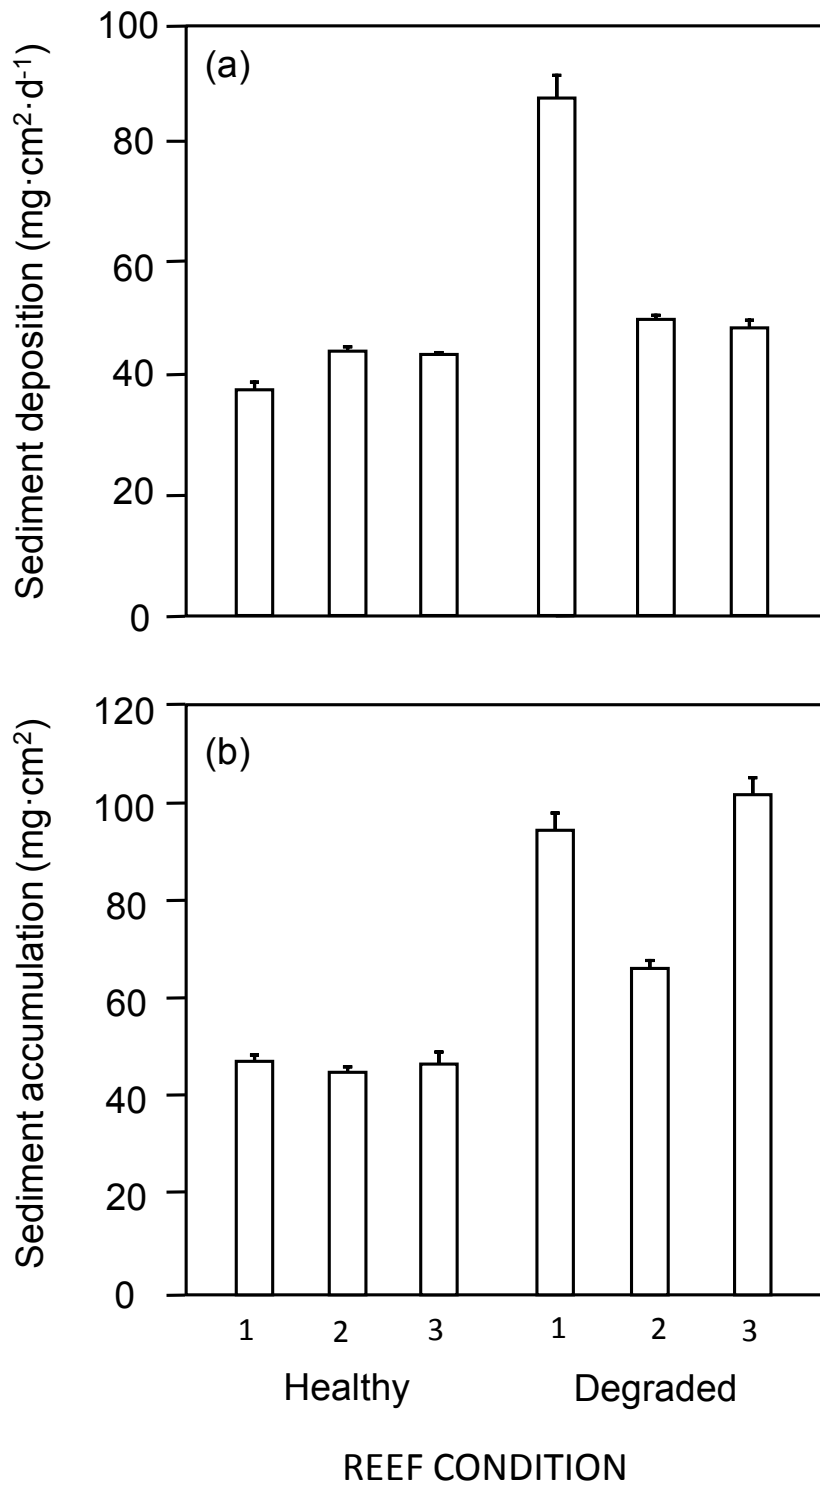 Sediment deposition (mg·cm²·d⁻¹)
(a)
100
80
60
40
20
0
Sediment accumulation (mg·cm²)
(b)
120
100
80
60
40
20
0
1 2 3 1 2 3
Healthy Degraded
REEF CONDITION